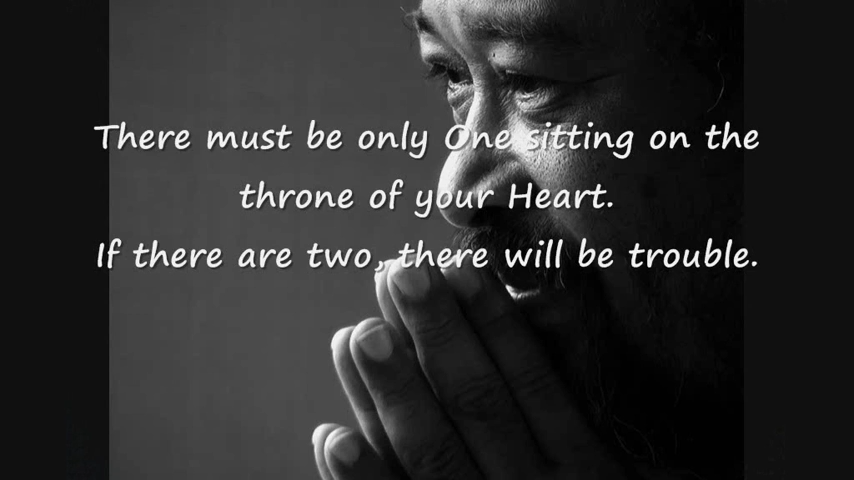 There must be only One sitting on the
throne of your Heart.
If there are two, there will be trouble.